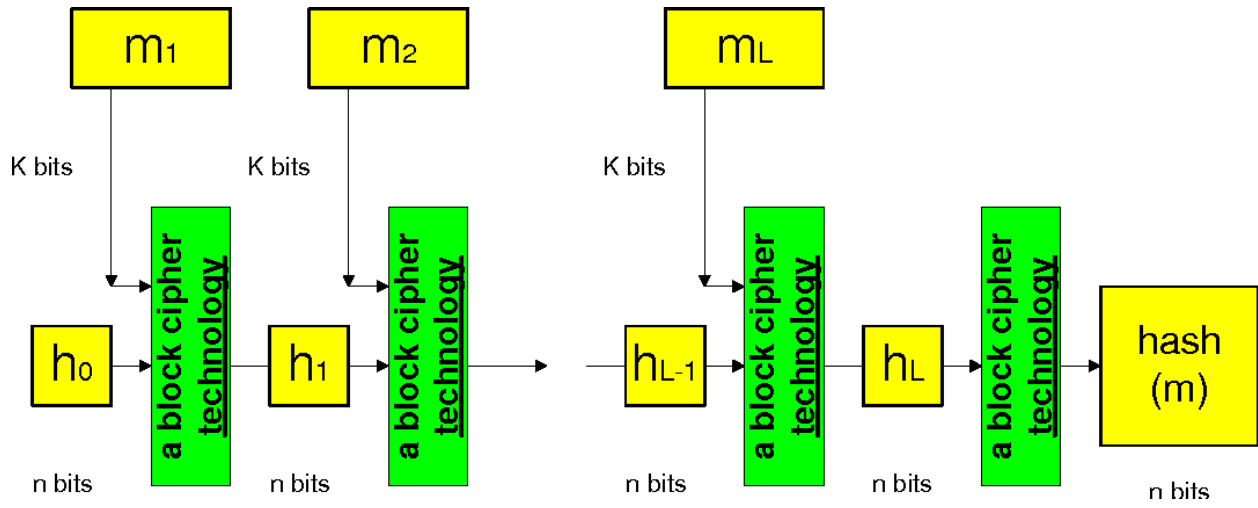 m1
m2
mL
K bits
K bits
K bits
a block cipher
technology
a block cipher
technology
a block cipher
technology
a block cipher
technology
h0
h1
hL-1
hL
hash
(m)
n bits
n bits
n bits
n bits
n bits